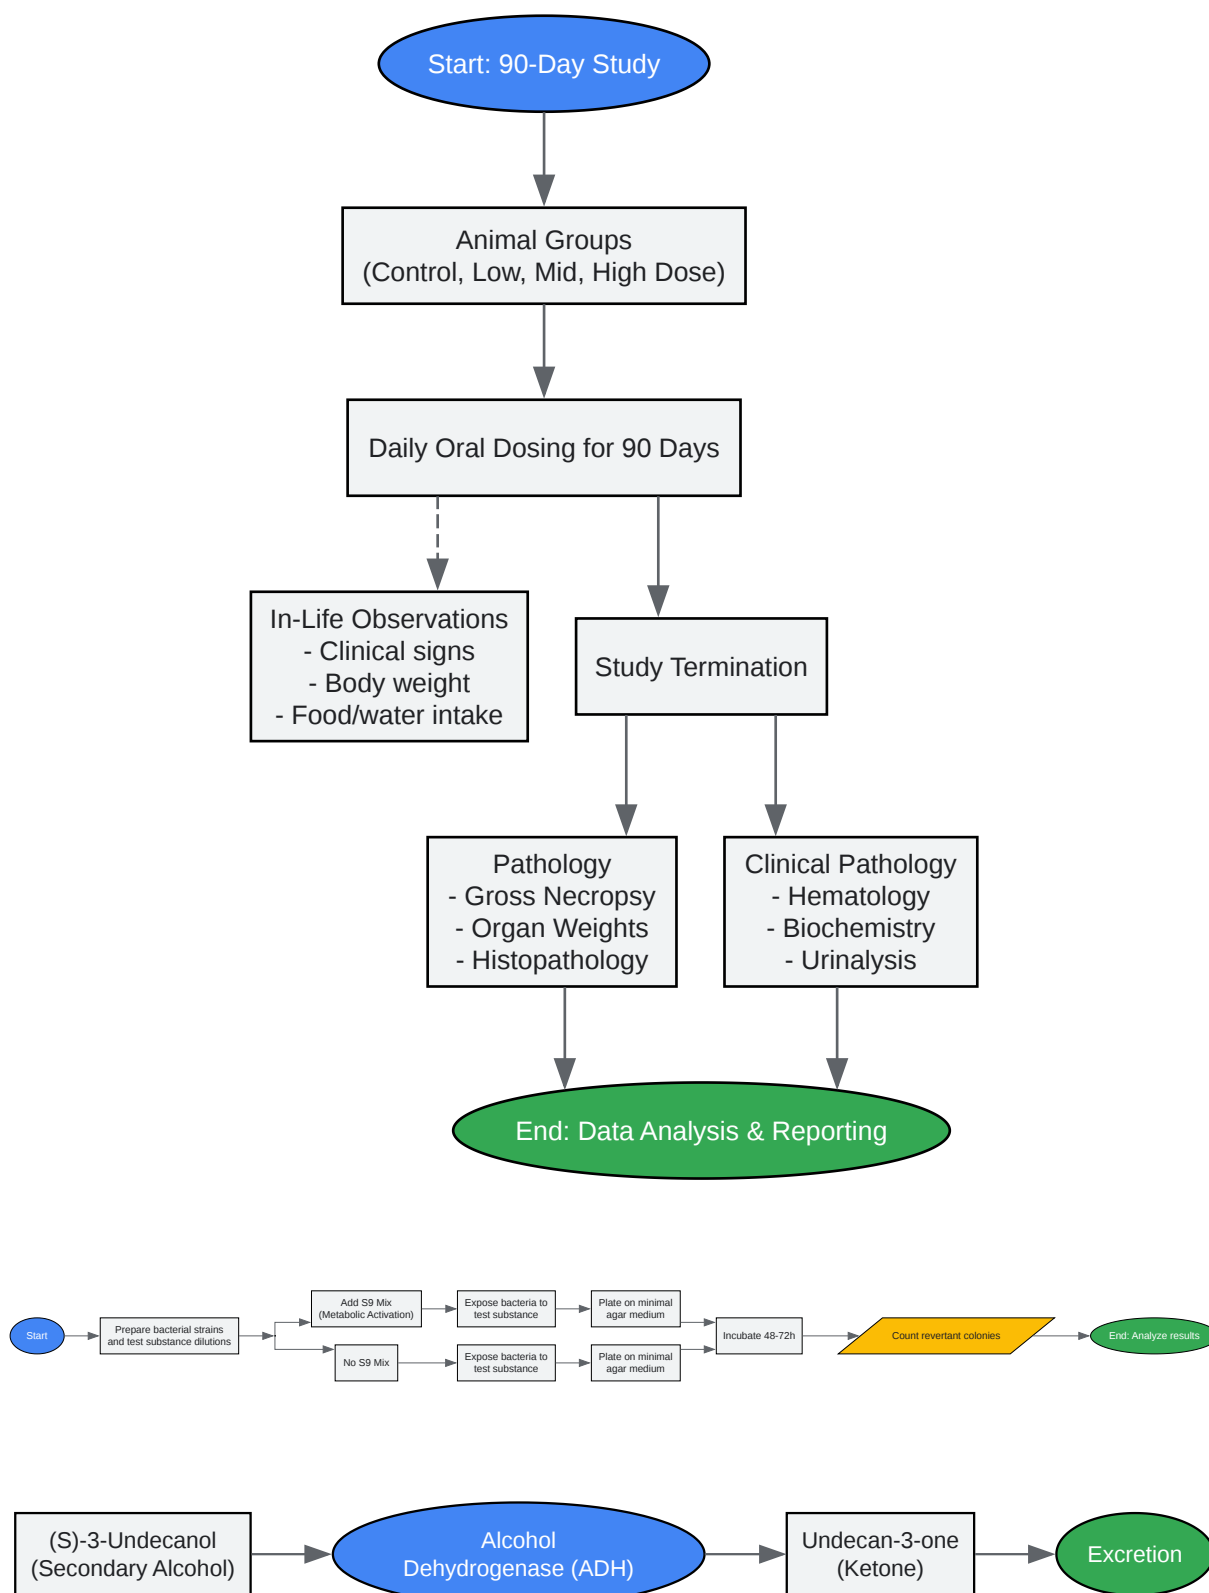 Start: 90-Day Study
Animal Groups
(Control, Low, Mid, High Dose)
Daily Oral Dosing for 90 Days
In-Life Observations
- Clinical signs
- Body weight
- Food/water intake
Study Termination
Pathology
- Gross Necropsy
- Organ Weights
- Histopathology
Clinical Pathology
- Hematology
- Biochemistry
- Urinalysis
End: Data Analysis & Reporting
Start
Prepare bacterial strains
and test substance dilutions
Add S9 Mix
(Metabolic Activation)
Expose bacteria to
test substance
Plate on minimal
agar medium
No S9 Mix
Expose bacteria to
test substance
Plate on minimal
agar medium
Incubate 48-72h
Count revertant colonies
End: Analyze results
(S)-3-Undecanol
(Secondary Alcohol)
Alcohol
Dehydrogenase (ADH)
Undecan-3-one
(Ketone)
Excretion